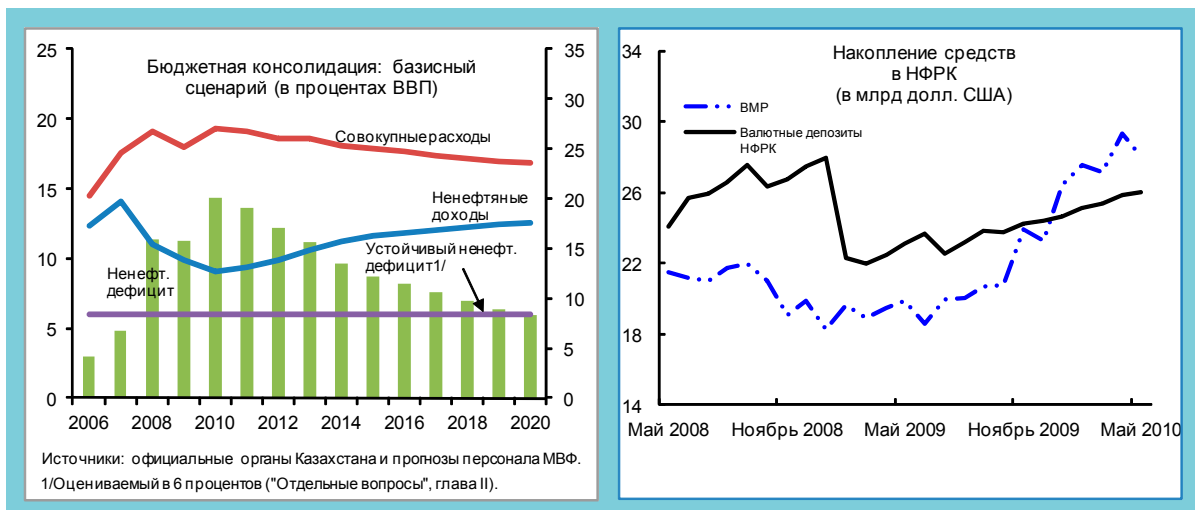 Бюджетная консолидация: базисный
сценарий (в процентах ВВП)
25
20
15
10
5
0
35
30
25
20
15
10
5
0
Совокупные расходы
Ненефтяные
доходы
Устойчивый ненефт.
дефицит1/
Ненефт.
дефицит
2006 2008 2010 2012 2014 2016 2018 2020
Источники: официальные органы Казахстана и прогнозы персонала МВФ.
1/Оцениваемый в 6 процентов ("Отдельные вопросы", глава II).
Накопление средств
в НФРК
(в млрд долл. США)
ВМР
Валютные депозиты
НФРК
34
30
26
22
18
14
Май 2008 Ноябрь 2008 Май 2009 Ноябрь 2009 Май 2010